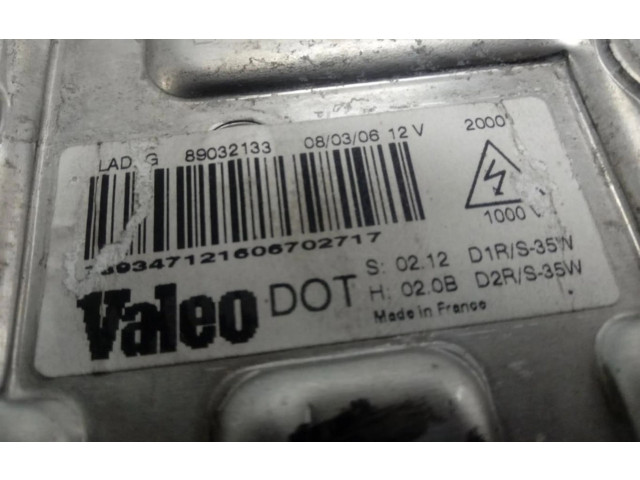 LAD. G 89032133 08/03/06 12 V 2000
1000 V
89347121606702717
Valeo DOT S: 02.12 D1R/S-35W
H: 02.0B D2R/S-35W
Made in France